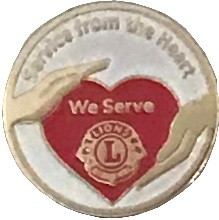 Service from the Heart
We Serve
LIONS
L